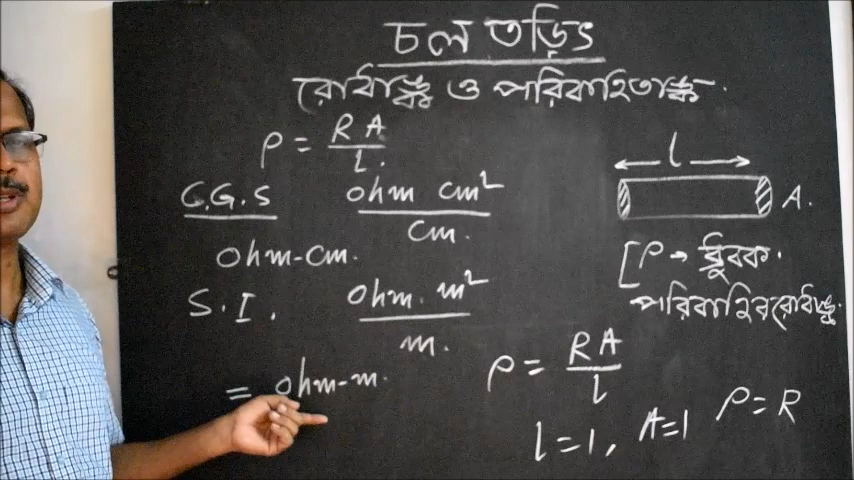 চল তড়িৎ
রোধাঙ্ক ও পরিবাহিতাঙ্ক
ρ = RA/L.
C.G.S ohm cm²/cm.
ohm-cm.
S.I. ohm. m²/m.
= ohm-m.
l
A.
[ρ → ধ্রুবক.
পরিবাহির রোধাঙ্ক.
ρ = RA/l
l=1, A=1 ρ=R